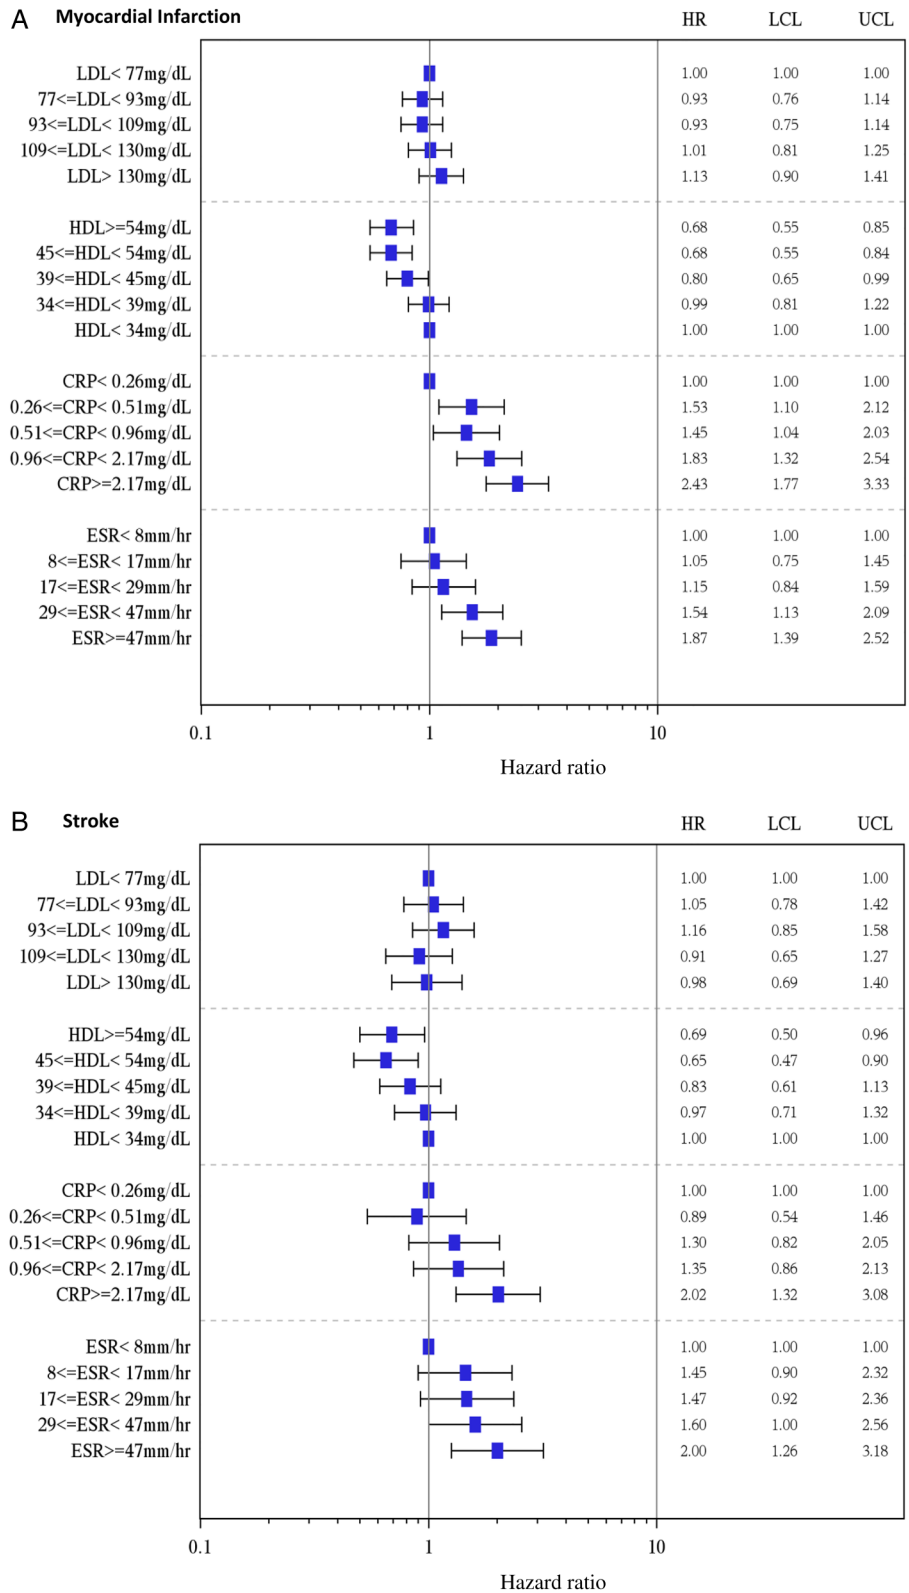 A Myocardial Infarction HR LCL UCL
LDL< 77mg/dL 1.00 1.00 1.00
77<=LDL< 93mg/dL 0.93 0.76 1.14
93<=LDL< 109mg/dL 0.93 0.75 1.14
109<=LDL< 130mg/dL 1.01 0.81 1.25
LDL> 130mg/dL 1.13 0.90 1.41
HDL>=54mg/dL 0.68 0.55 0.85
45<=HDL< 54mg/dL 0.68 0.55 0.84
39<=HDL< 45mg/dL 0.80 0.65 0.99
34<=HDL< 39mg/dL 0.99 0.81 1.22
HDL< 34mg/dL 1.00 1.00 1.00
CRP< 0.26mg/dL 1.00 1.00 1.00
0.26<=CRP< 0.51mg/dL 1.53 1.10 2.12
0.51<=CRP< 0.96mg/dL 1.45 1.04 2.03
0.96<=CRP< 2.17mg/dL 1.83 1.32 2.54
CRP>=2.17mg/dL 2.43 1.77 3.33
ESR< 8mm/hr 1.00 1.00 1.00
8<=ESR< 17mm/hr 1.05 0.75 1.45
17<=ESR< 29mm/hr 1.15 0.84 1.59
29<=ESR< 47mm/hr 1.54 1.13 2.09
ESR>=47mm/hr 1.87 1.39 2.52
0.1 1 10
Hazard ratio
B Stroke HR LCL UCL
LDL< 77mg/dL 1.00 1.00 1.00
77<=LDL< 93mg/dL 1.05 0.78 1.42
93<=LDL< 109mg/dL 1.16 0.85 1.58
109<=LDL< 130mg/dL 0.91 0.65 1.27
LDL> 130mg/dL 0.98 0.69 1.40
HDL>=54mg/dL 0.69 0.50 0.96
45<=HDL< 54mg/dL 0.65 0.47 0.90
39<=HDL< 45mg/dL 0.83 0.61 1.13
34<=HDL< 39mg/dL 0.97 0.71 1.32
HDL< 34mg/dL 1.00 1.00 1.00
CRP< 0.26mg/dL 1.00 1.00 1.00
0.26<=CRP< 0.51mg/dL 0.89 0.54 1.46
0.51<=CRP< 0.96mg/dL 1.30 0.82 2.05
0.96<=CRP< 2.17mg/dL 1.35 0.86 2.13
CRP>=2.17mg/dL 2.02 1.32 3.08
ESR< 8mm/hr 1.00 1.00 1.00
8<=ESR< 17mm/hr 1.45 0.90 2.32
17<=ESR< 29mm/hr 1.47 0.92 2.36
29<=ESR< 47mm/hr 1.60 1.00 2.56
ESR>=47mm/hr 2.00 1.26 3.18
0.1 1 10
Hazard ratio